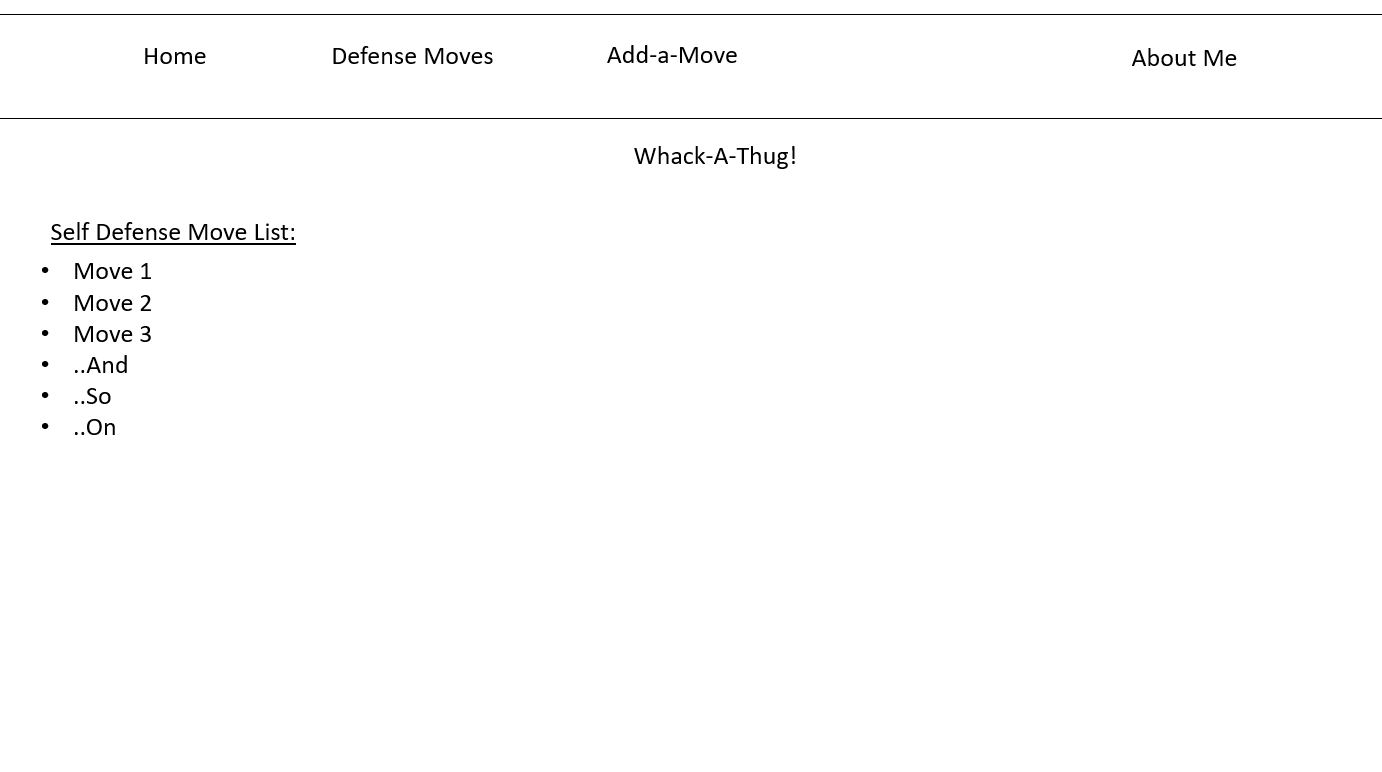 Home Defense Moves Add-a-Move About Me
Whack-A-Thug!
Self Defense Move List:
• Move 1
• Move 2
• Move 3
• ..And
• ..So
• ..On